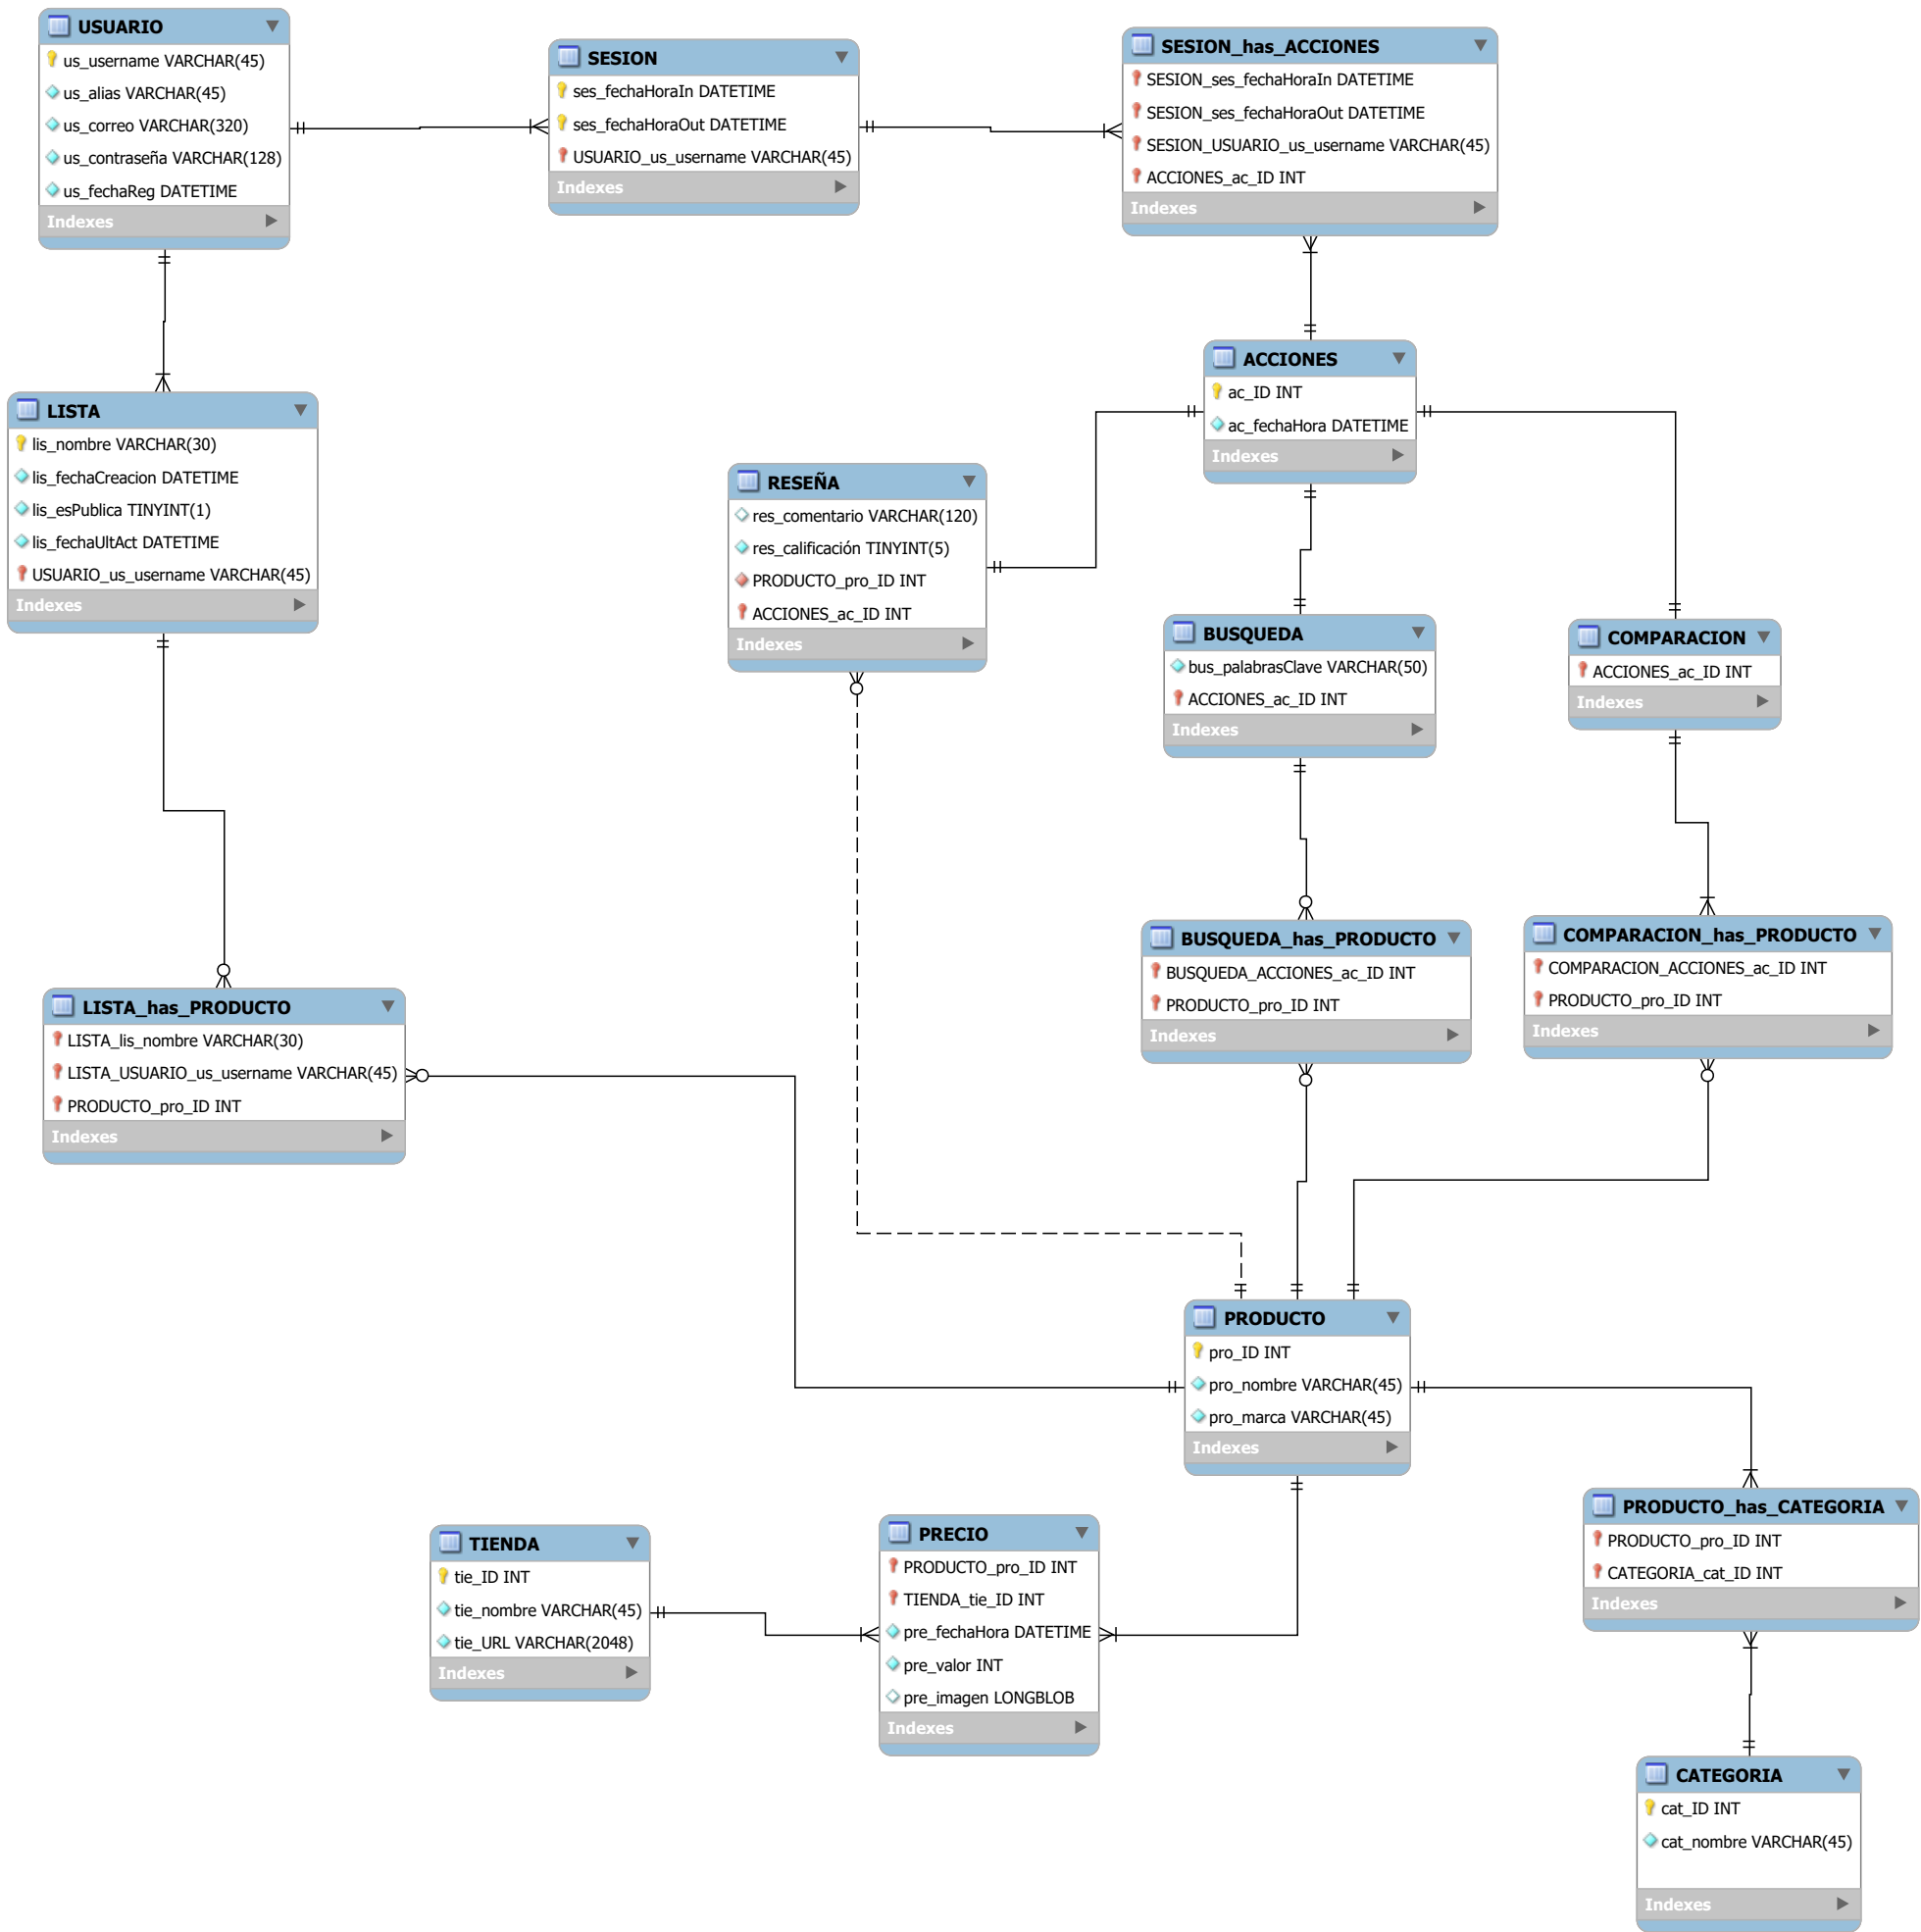 USUARIO
us_username VARCHAR(45)
us_alias VARCHAR(45)
us_correo VARCHAR(320)
us_contraseña VARCHAR(128)
us_fechaReg DATETIME
Indexes
SESION
ses_fechaHoraIn DATETIME
ses_fechaHoraOut DATETIME
USUARIO_us_username VARCHAR(45)
Indexes
SESION_has_ACCIONES
SESION_ses_fechaHoraIn DATETIME
SESION_ses_fechaHoraOut DATETIME
SESION_USUARIO_us_username VARCHAR(45)
ACCIONES_ac_ID INT
Indexes
LISTA
lis_nombre VARCHAR(30)
lis_fechaCreacion DATETIME
lis_esPublica TINYINT(1)
lis_fechaUltAct DATETIME
USUARIO_us_username VARCHAR(45)
Indexes
RESEÑA
res_comentario VARCHAR(120)
res_calificación TINYINT(5)
PRODUCTO_pro_ID INT
ACCIONES_ac_ID INT
Indexes
ACCIONES
ac_ID INT
ac_fechaHora DATETIME
Indexes
BUSQUEDA
bus_palabrasClave VARCHAR(50)
ACCIONES_ac_ID INT
Indexes
COMPARACION
ACCIONES_ac_ID INT
Indexes
LISTA_has_PRODUCTO
LISTA_lis_nombre VARCHAR(30)
LISTA_USUARIO_us_username VARCHAR(45)
PRODUCTO_pro_ID INT
Indexes
BUSQUEDA_has_PRODUCTO
BUSQUEDA_ACCIONES_ac_ID INT
PRODUCTO_pro_ID INT
Indexes
COMPARACION_has_PRODUCTO
COMPARACION_ACCIONES_ac_ID INT
PRODUCTO_pro_ID INT
Indexes
PRODUCTO
pro_ID INT
pro_nombre VARCHAR(45)
pro_marca VARCHAR(45)
Indexes
TIENDA
tie_ID INT
tie_nombre VARCHAR(45)
tie_URL VARCHAR(2048)
Indexes
PRECIO
PRODUCTO_pro_ID INT
TIENDA_tie_ID INT
pre_fechaHora DATETIME
pre_valor INT
pre_imagen LONGBLOB
Indexes
PRODUCTO_has_CATEGORIA
PRODUCTO_pro_ID INT
CATEGORIA_cat_ID INT
Indexes
CATEGORIA
cat_ID INT
cat_nombre VARCHAR(45)
Indexes